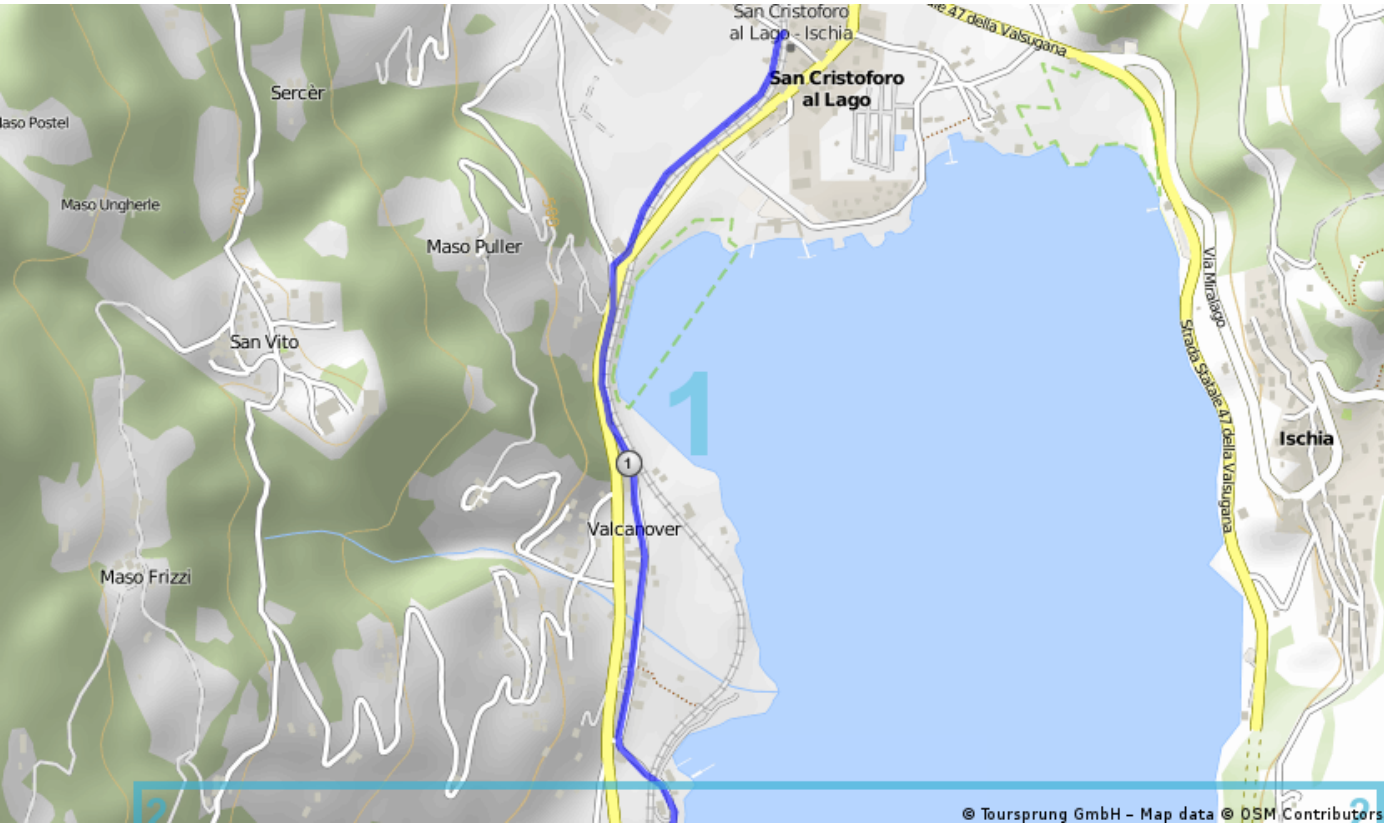 San Cristoforo
al Lago - Ischia
ale 47 della Valsugana
San Cristoforo
al Lago
Sercèr
Maso Postel
700
Maso Ungherle
Maso Puller
Via Miralago
San Vito
1
Strada Statale 47 della Valsugana
Ischia
1
Valcanover
Maso Frizzi
2
2
© Toursprung GmbH – Map data © OSM Contributors